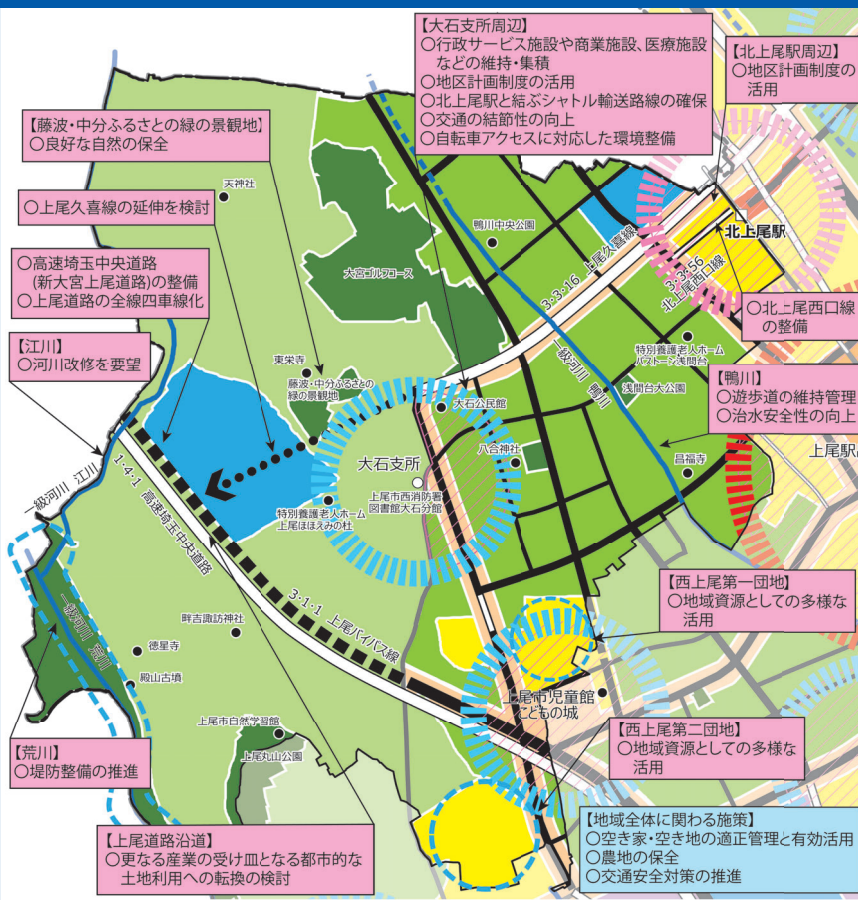 【大石支所周辺】
○行政サービス施設や商業施設、医療施設
などの維持・集積
○地区計画制度の活用
○北上尾駅と結ぶシャトル輸送路線の確保
○交通の結節性の向上
○自転車アクセスに対応した環境整備
【北上尾駅周辺】
○地区計画制度の
活用
【藤波・中分ふるさとの緑の景観地】
○良好な自然の保全
天神社
○上尾久喜線の延伸を検討
鴨川中央公園
北上尾駅
○高速埼玉中央道路
(新大宮上尾道路)の整備
○上尾道路の全線四車線化
大宮ゴルフコース
3・3・16 上尾久喜線
3・3・56
北上尾西口線
○北上尾西口線
の整備
【江川】
○河川改修を要望
東栄寺
藤波・中分ふるさとの
緑の景観地
一級河川 鴨川
特別養護老人ホーム
パストーン浅間台
浅間台大公園
【鴨川】
○遊歩道の維持管理
○治水安全性の向上
大石公民館
大石支所
八合神社
昌福寺
上尾駅
上尾市西消防署
図書館大石分館
一級河川 江川
1・4・1 高速埼玉中央道路
特別養護老人ホーム
上尾ほほえみの杜
【西上尾第一団地】
○地域資源としての多様な
活用
一級河川 荒川
畔吉諏訪神社
3・1・1 上尾バイパス線
徳星寺
殿山古墳
上尾市児童館
こどもの城
上尾市自然学習館
上尾丸山公園
【西上尾第二団地】
○地域資源としての多様な
活用
【荒川】
○堤防整備の推進
【上尾道路沿道】
○更なる産業の受け皿となる都市的な
土地利用への転換の検討
【地域全体に関わる施策】
○空き家・空き地の適正管理と有効活用
○農地の保全
○交通安全対策の推進